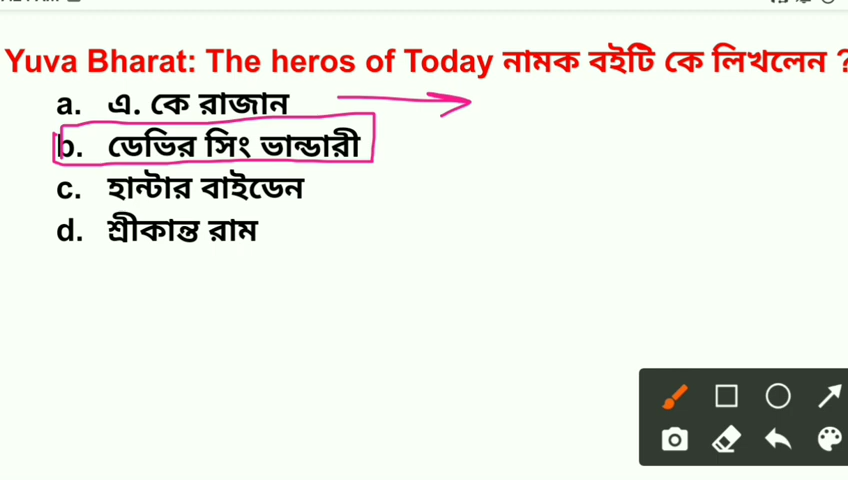 Yuva Bharat: The heros of Today নামক বইটি কে লিখলেন ?
a. এ. কে রাজান
b. ডেভির সিং ভান্ডারী
c. হান্টার বাইডেন
d. শ্রীকান্ত রাম